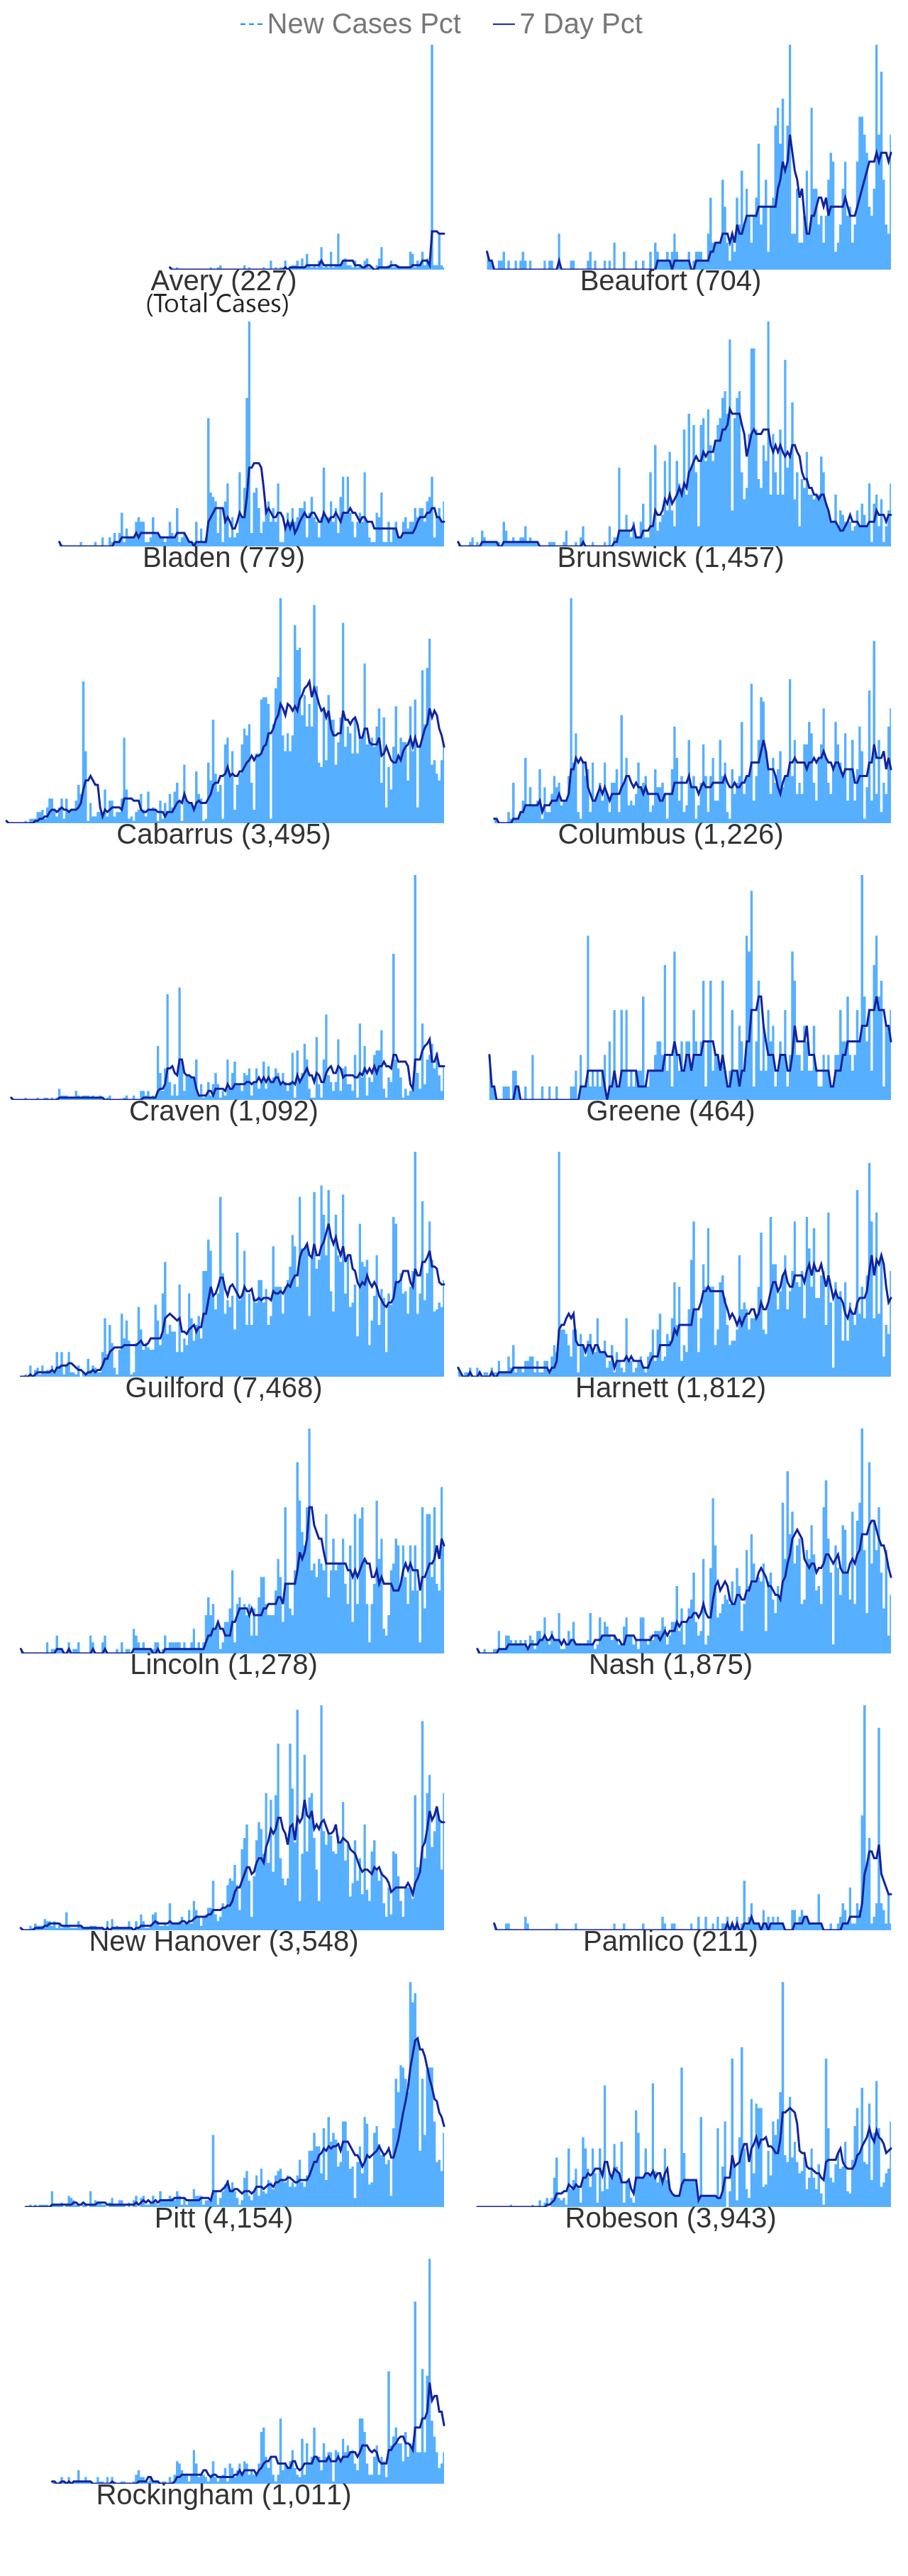 New Cases Pct 7 Day Pct
Avery (227) Beaufort (704)
(Total Cases)
Bladen (779) Brunswick (1,457)
Cabarrus (3,495) Columbus (1,226)
Craven (1,092) Greene (464)
Guilford (7,468) Harnett (1,812)
Lincoln (1,278) Nash (1,875)
New Hanover (3,548) Pamlico (211)
Pitt (4,154) Robeson (3,943)
Rockingham (1,011)